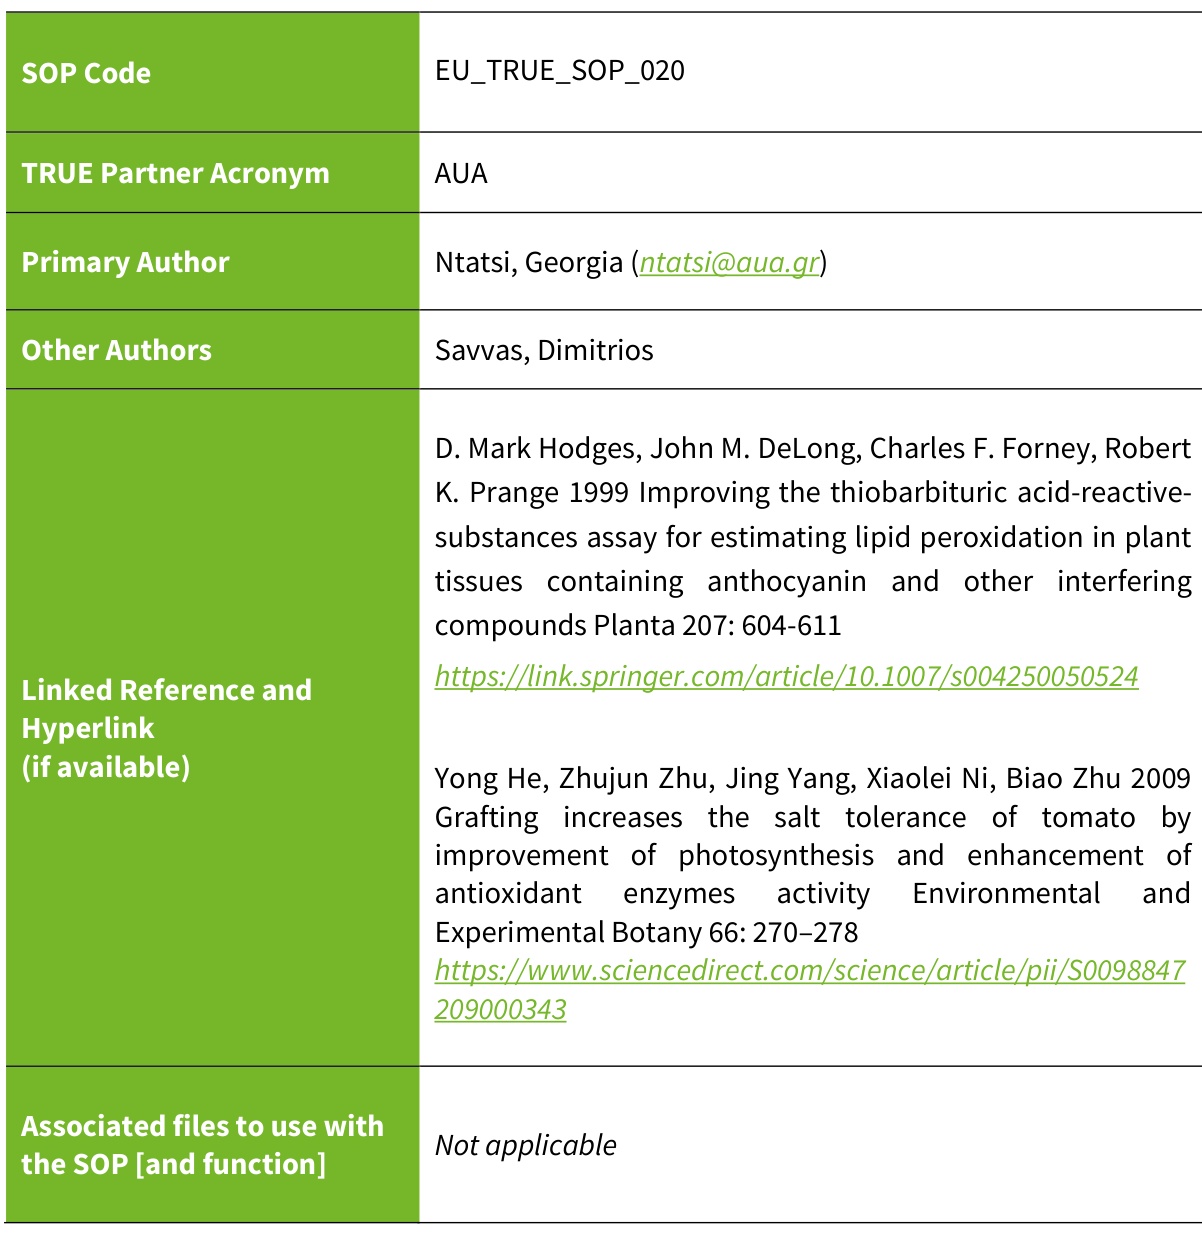 SOP Code
EU_TRUE_SOP_020
TRUE Partner Acronym
AUA
Primary Author
Ntatsi, Georgia (ntatsi@aua.gr)
Other Authors
Savvas, Dimitrios
Linked Reference and
Hyperlink
(if available)
D. Mark Hodges, John M. DeLong, Charles F. Forney, Robert
K. Prange 1999 Improving the thiobarbituric acid-reactive-
substances assay for estimating lipid peroxidation in plant
tissues containing anthocyanin and other interfering
compounds Planta 207: 604-611
https://link.springer.com/article/10.1007/s004250050524
Yong He, Zhujun Zhu, Jing Yang, Xiaolei Ni, Biao Zhu 2009
Grafting increases the salt tolerance of tomato by
improvement of photosynthesis and enhancement of
antioxidant enzymes activity Environmental and
Experimental Botany 66: 270–278
https://www.sciencedirect.com/science/article/pii/S0098847
209000343
Associated files to use with
the SOP [and function]
Not applicable